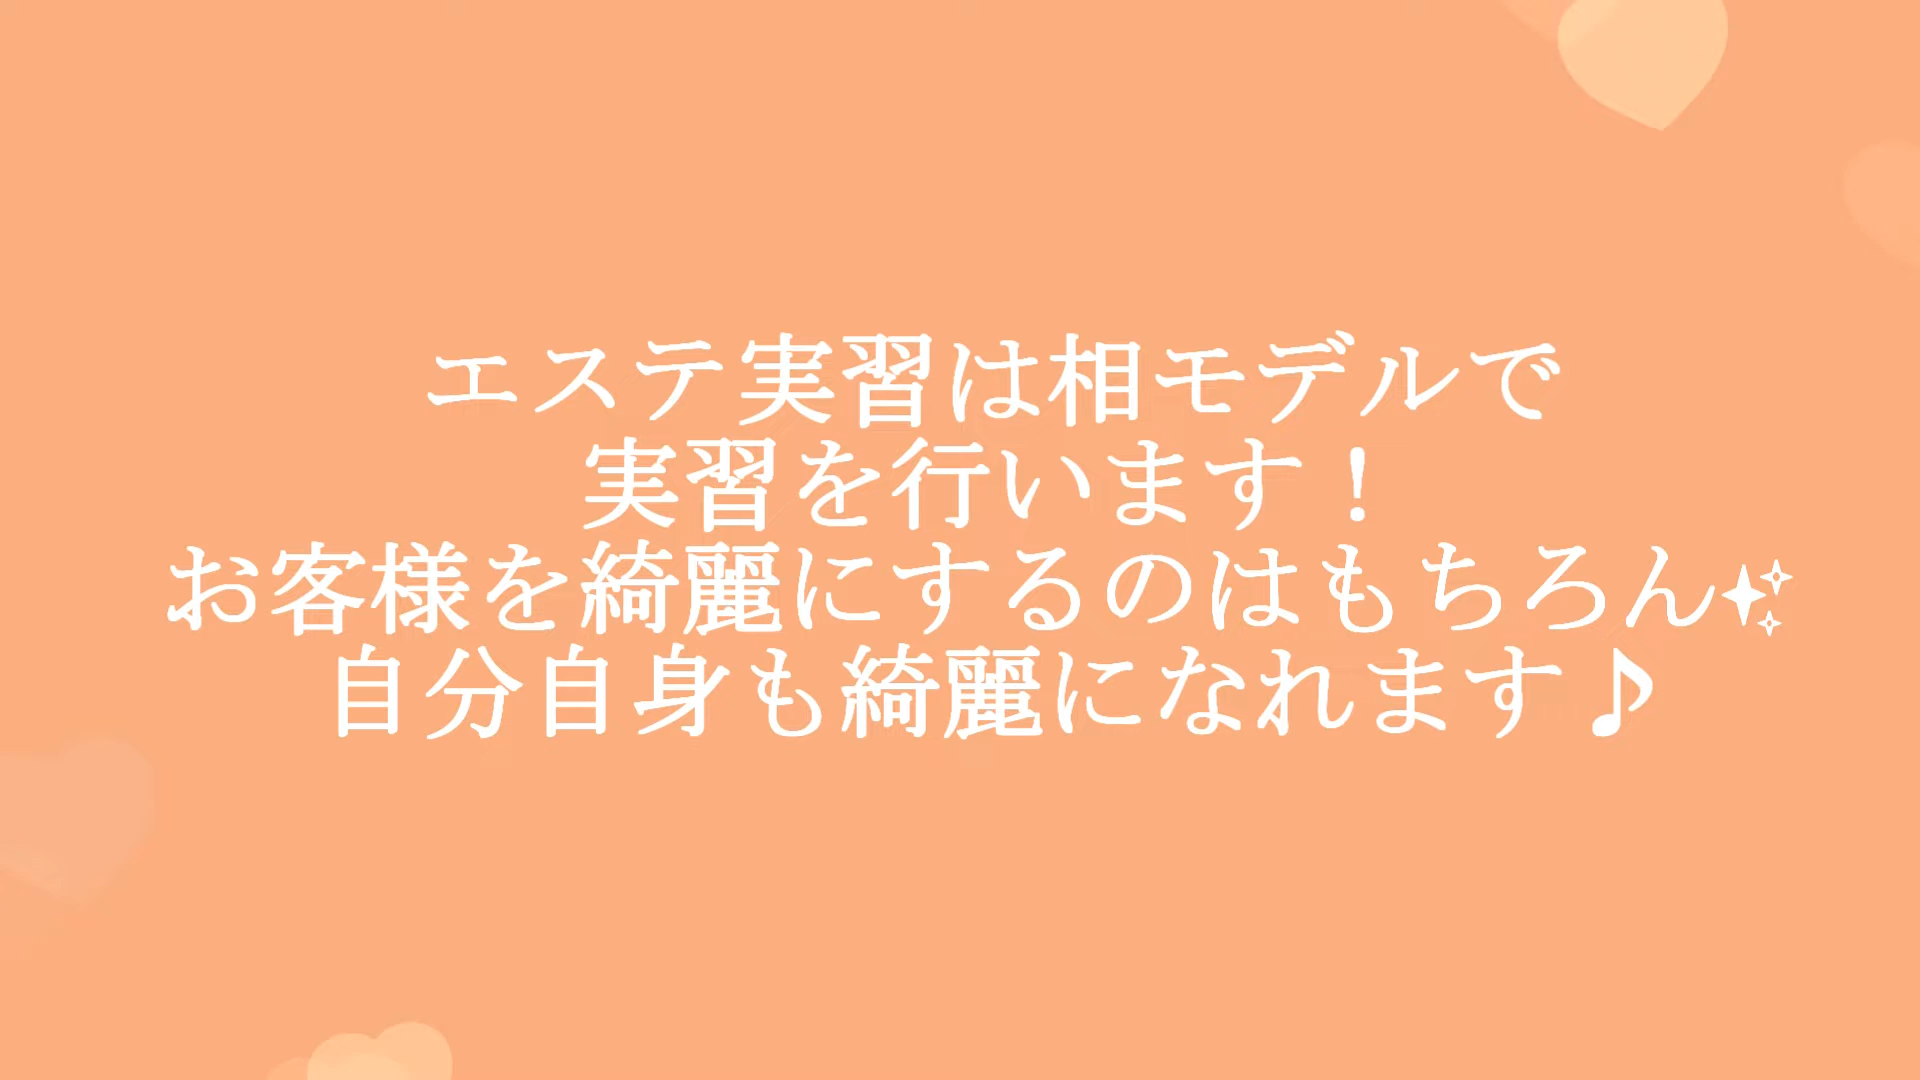 エステ実習は相モデルで
実習を行います！
お客様を綺麗にするのはもちろん✨
自分自身も綺麗になれます♪